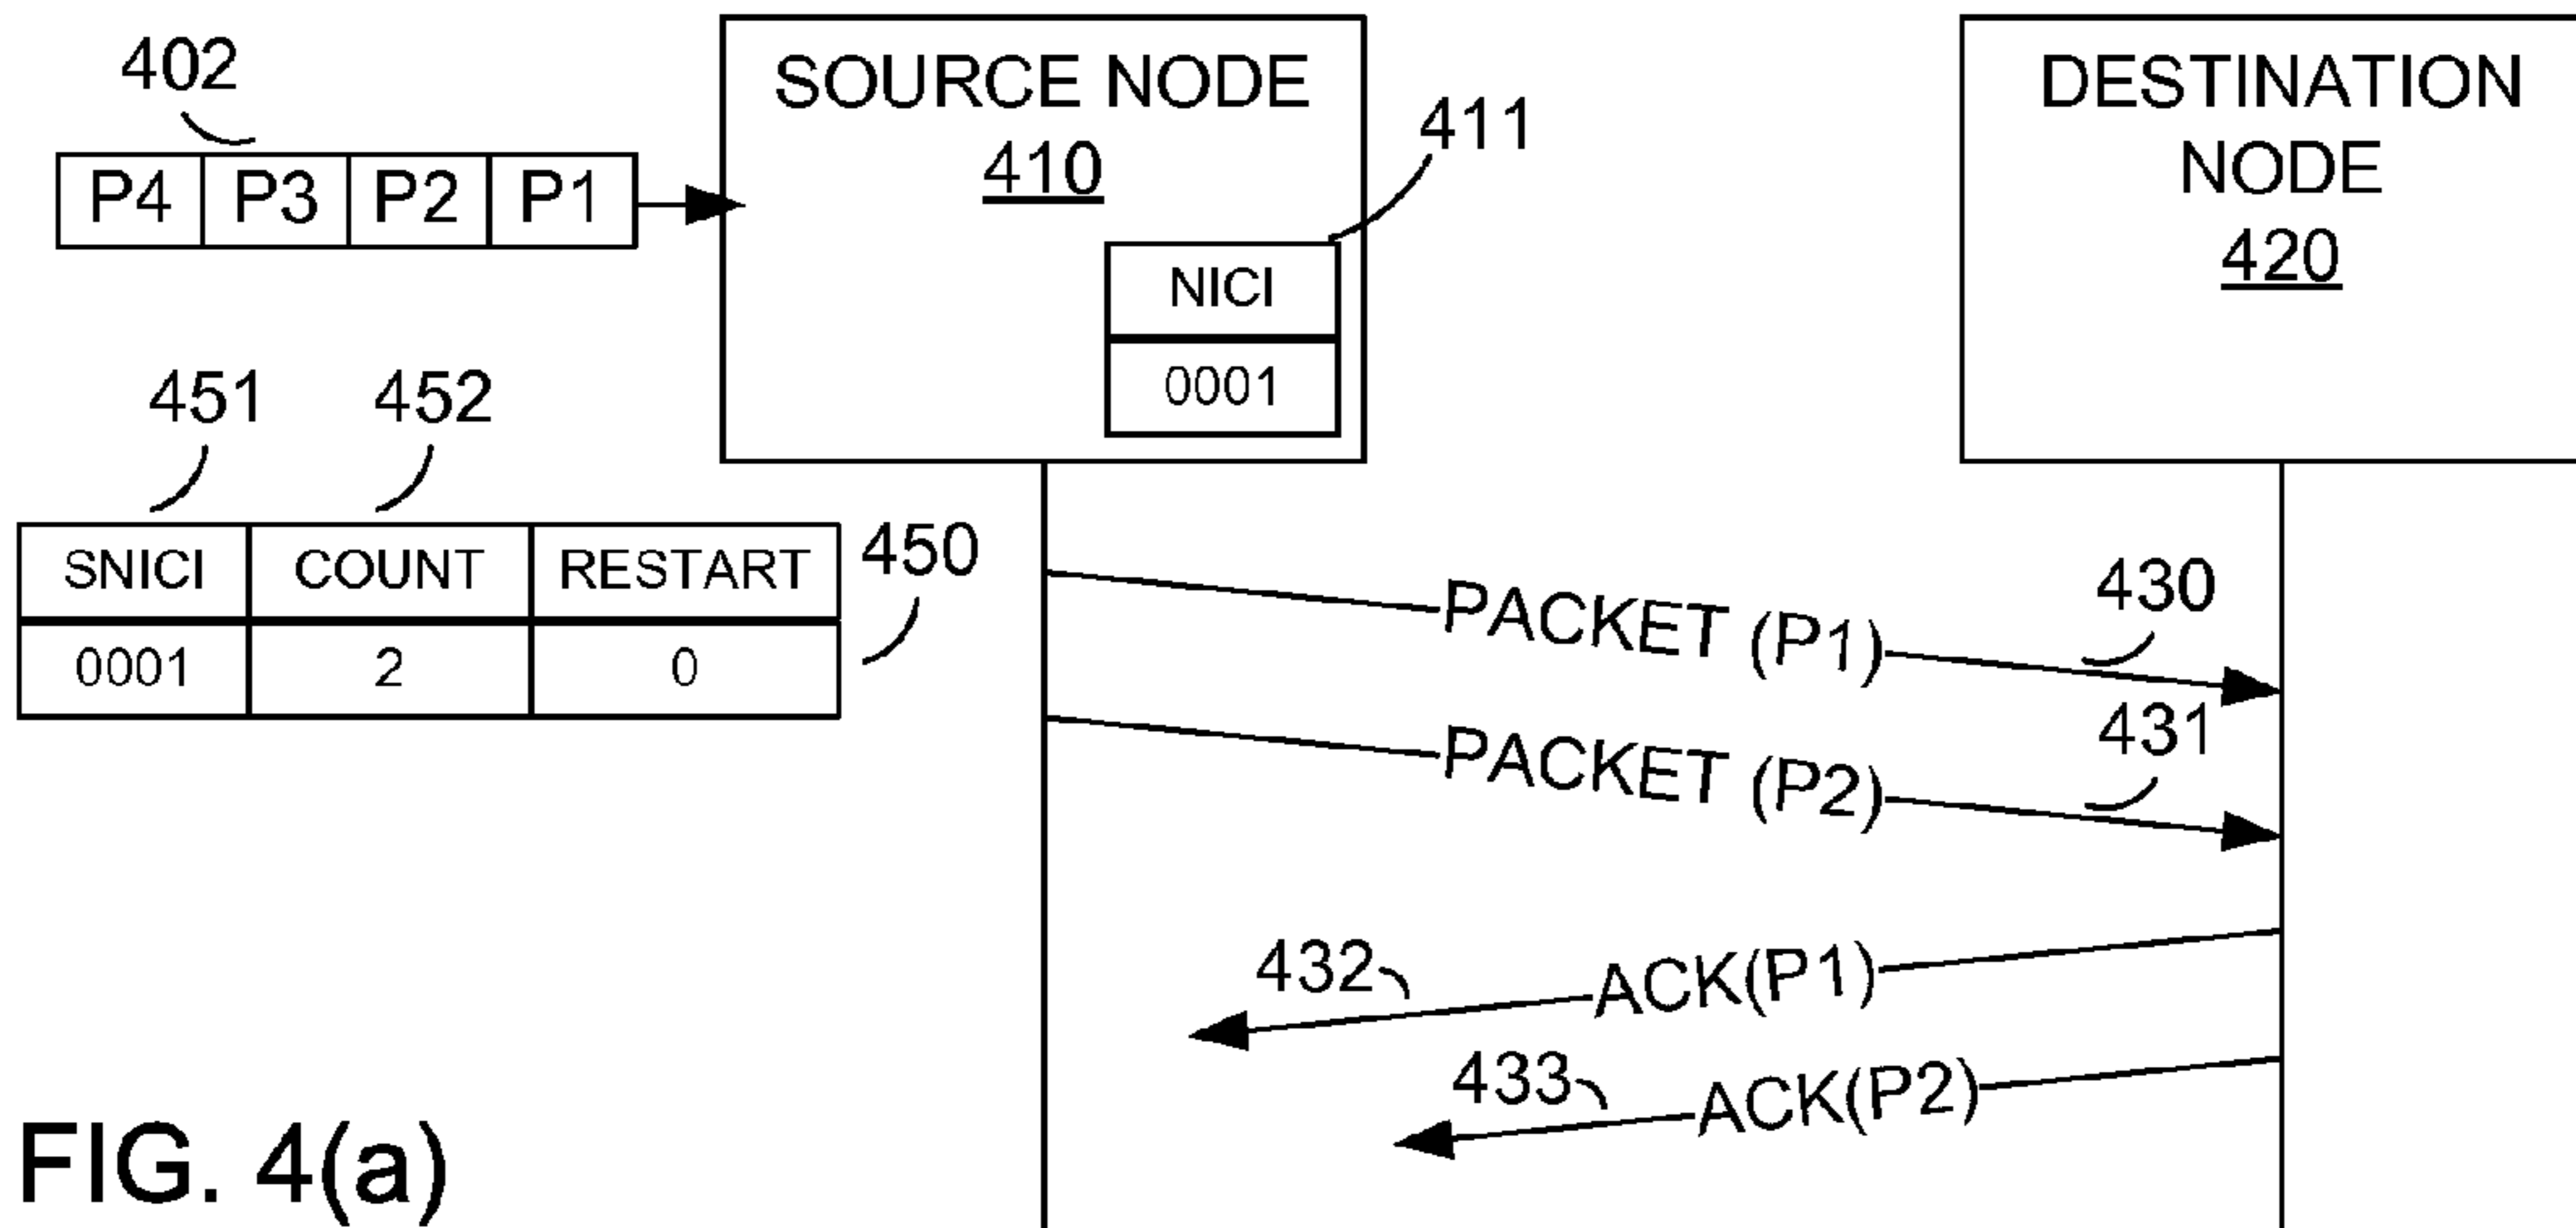 402
P4 P3 P2 P1
SOURCE NODE
410
411
NICI
0001
DESTINATION
NODE
420
451 452
SNICI COUNT RESTART
0001 2 0
450
PACKET (P1)
430
PACKET (P2)
431
432
ACK(P1)
433
ACK(P2)
FIG. 4(a)